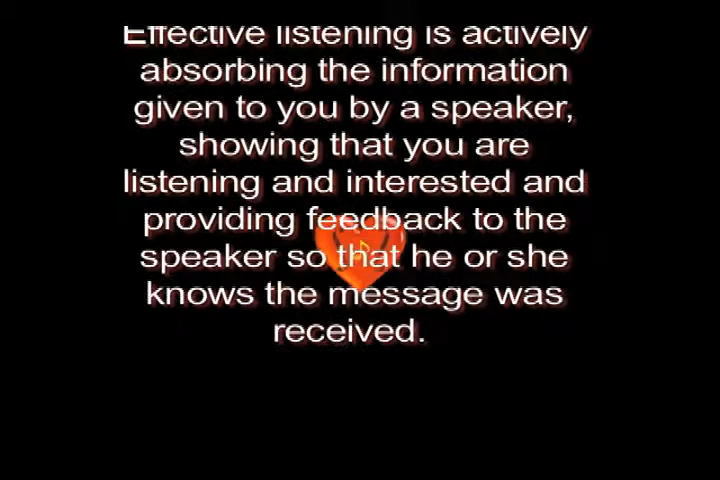 Effective listening is actively
absorbing the information
given to you by a speaker,
showing that you are
listening and interested and
providing feedback to the
speaker so that he or she
knows the message was
received.